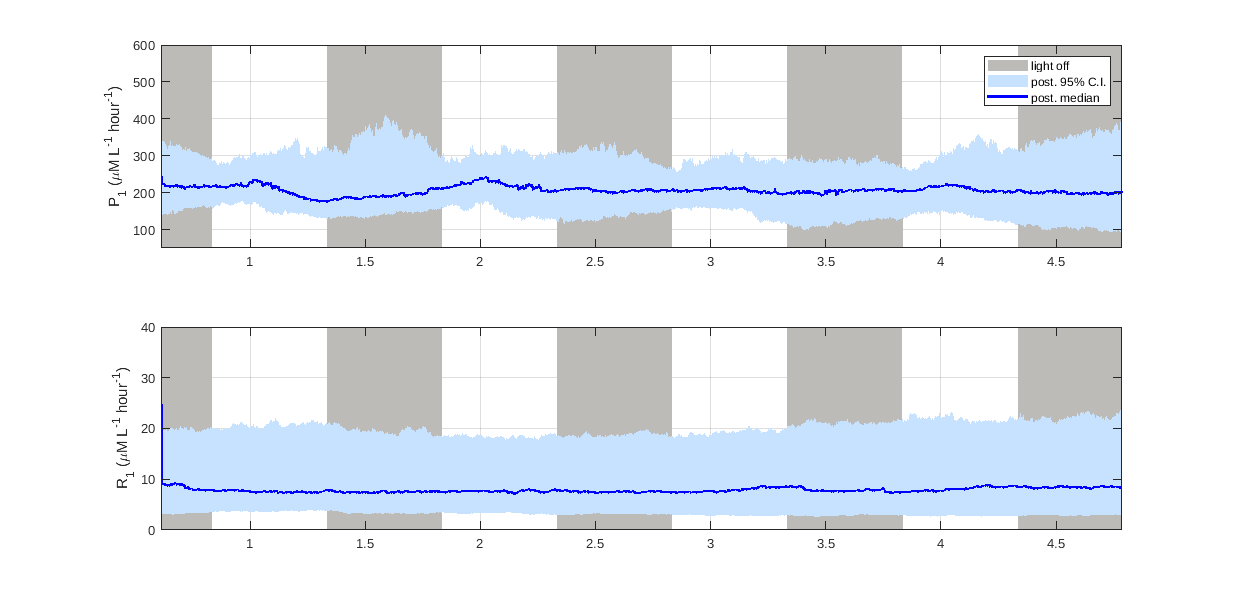 600
500
400
300
200
100
P₁ (μM L⁻¹ hour⁻¹)
light off
post. 95% C.I.
post. median
1 1.5 2 2.5 3 3.5 4 4.5
40
30
20
10
0
R₁ (μM L⁻¹ hour⁻¹)
1 1.5 2 2.5 3 3.5 4 4.5